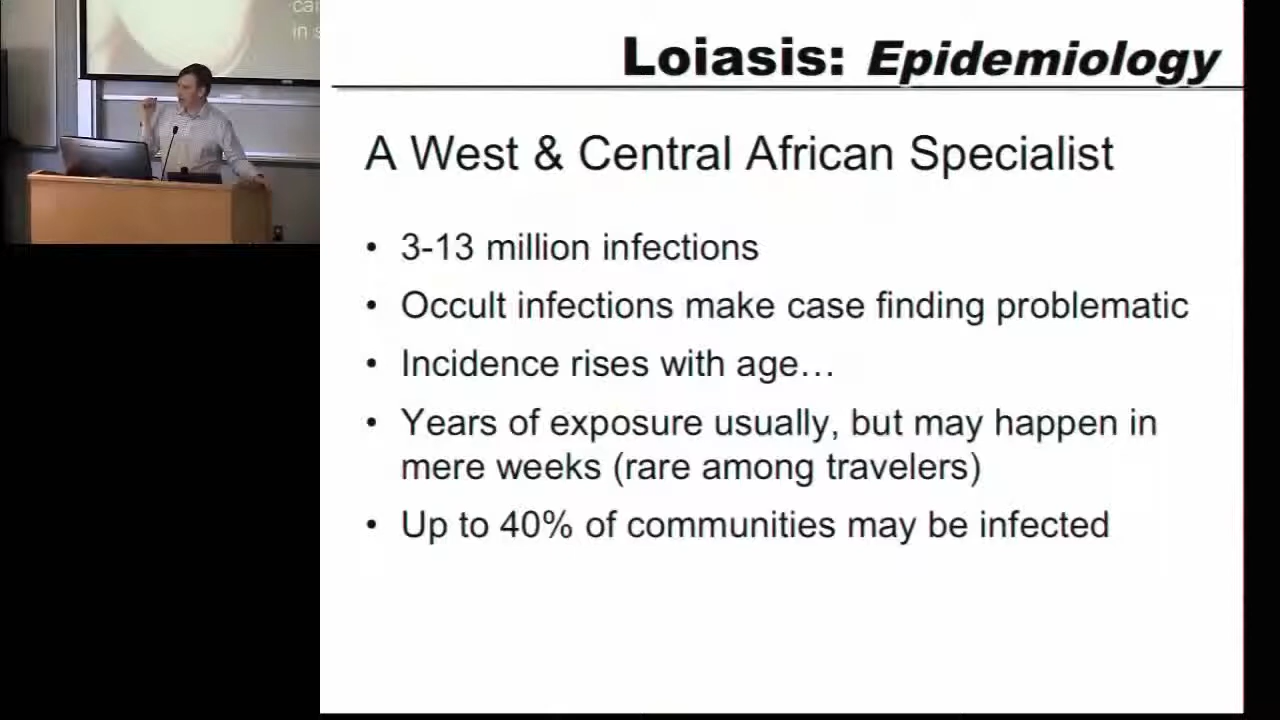 Loiasis: Epidemiology
A West & Central African Specialist
• 3-13 million infections
• Occult infections make case finding problematic
• Incidence rises with age…
• Years of exposure usually, but may happen in
mere weeks (rare among travelers)
• Up to 40% of communities may be infected